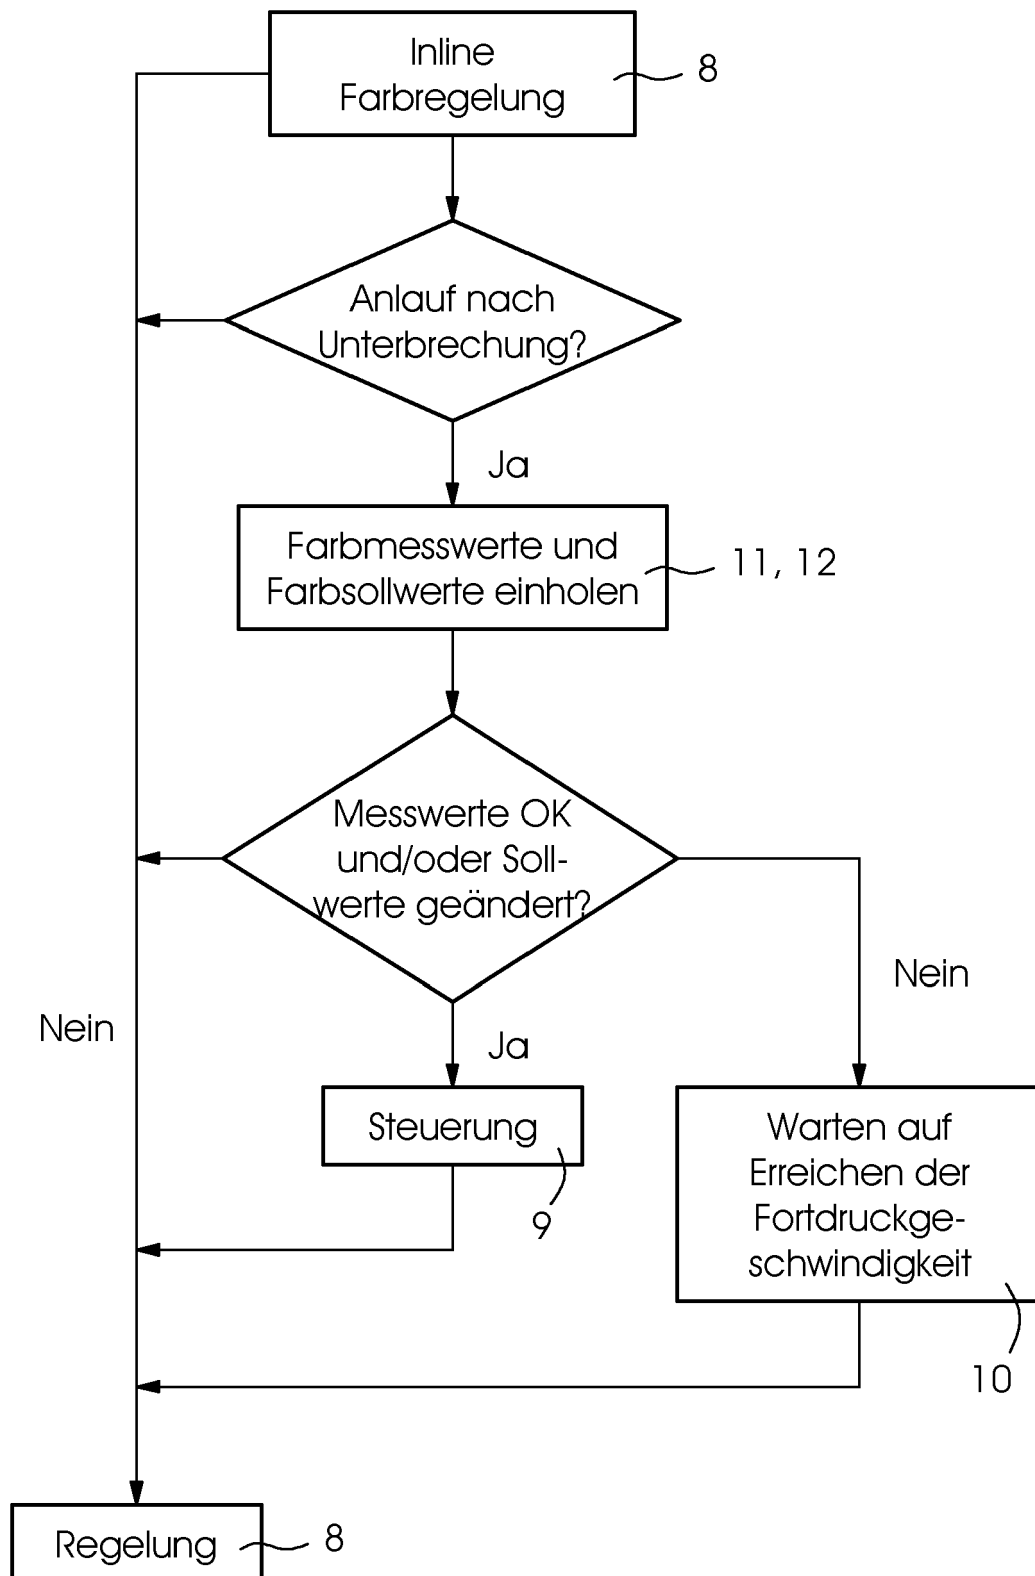 Inline
Farbregelung
8
Anlauf nach
Unterbrechung?
Ja
Farbmesswerte und
Farbsollwerte einholen
11, 12
Messwerte OK
und/oder Soll-
werte geändert?
Nein
Nein
Ja
Steuerung
9
Warten auf
Erreichen der
Fortdruckge-
schwindigkeit
10
Regelung
8